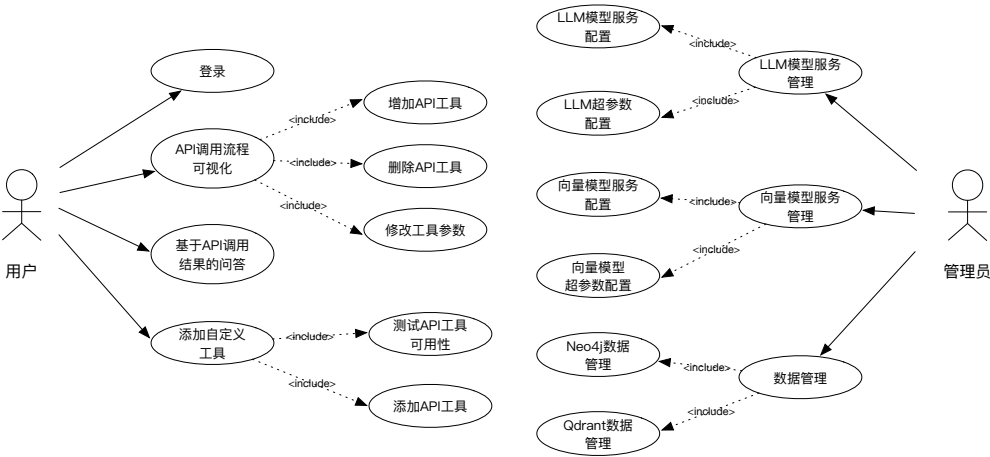 登录
API调用流程
可视化
基于API调用
结果的问答
添加自定义
工具
用户
<include>
增加API工具
<include>
删除API工具
<include>
修改工具参数
<include>
测试API工具
可用性
<include>
添加API工具
LLM模型服务
配置
<include>
LLM模型服务
管理
LLM超参数
配置
<include>
向量模型服务
配置
<include>
向量模型服务
管理
<include>
向量模型
超参数配置
管理员
Neo4j数据
管理
<include>
数据管理
<include>
Qdrant数据
管理